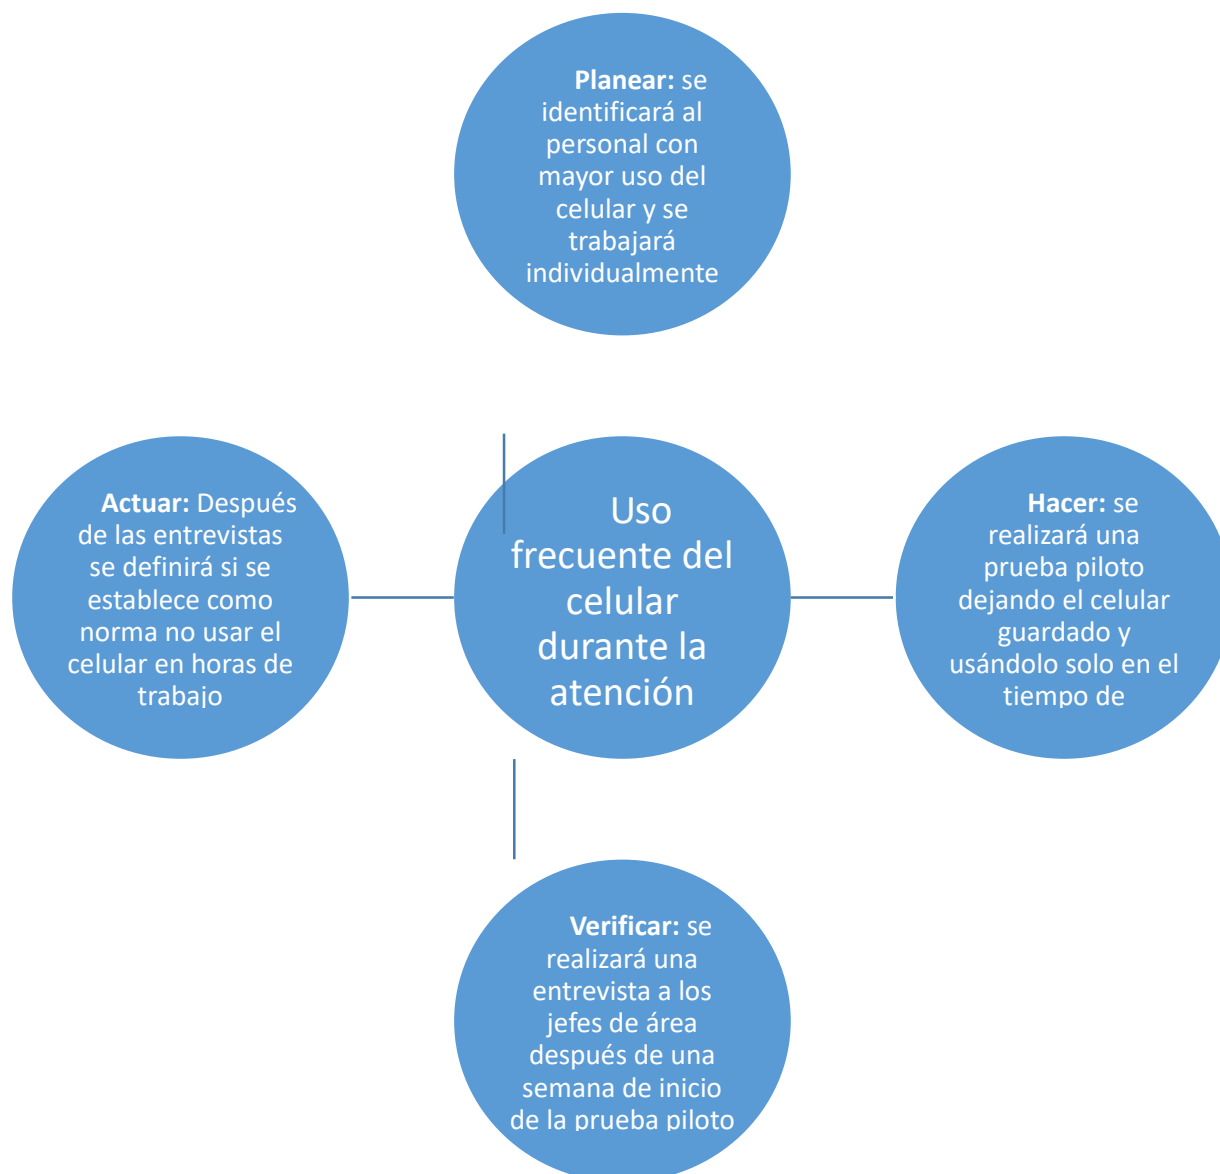 Planear: se
identificará al
personal con
mayor uso del
celular y se
trabajará
individualmente
Actuar: Después
de las entrevistas
se definirá si se
establece como
norma no usar el
celular en horas de
trabajo
Uso
frecuente del
celular
durante la
atención
Hacer: se
realizará una
prueba piloto
dejando el celular
guardado y
usándolo solo en el
tiempo de
Verificar: se
realizará una
entrevista a los
jefes de área
después de una
semana de inicio
de la prueba piloto